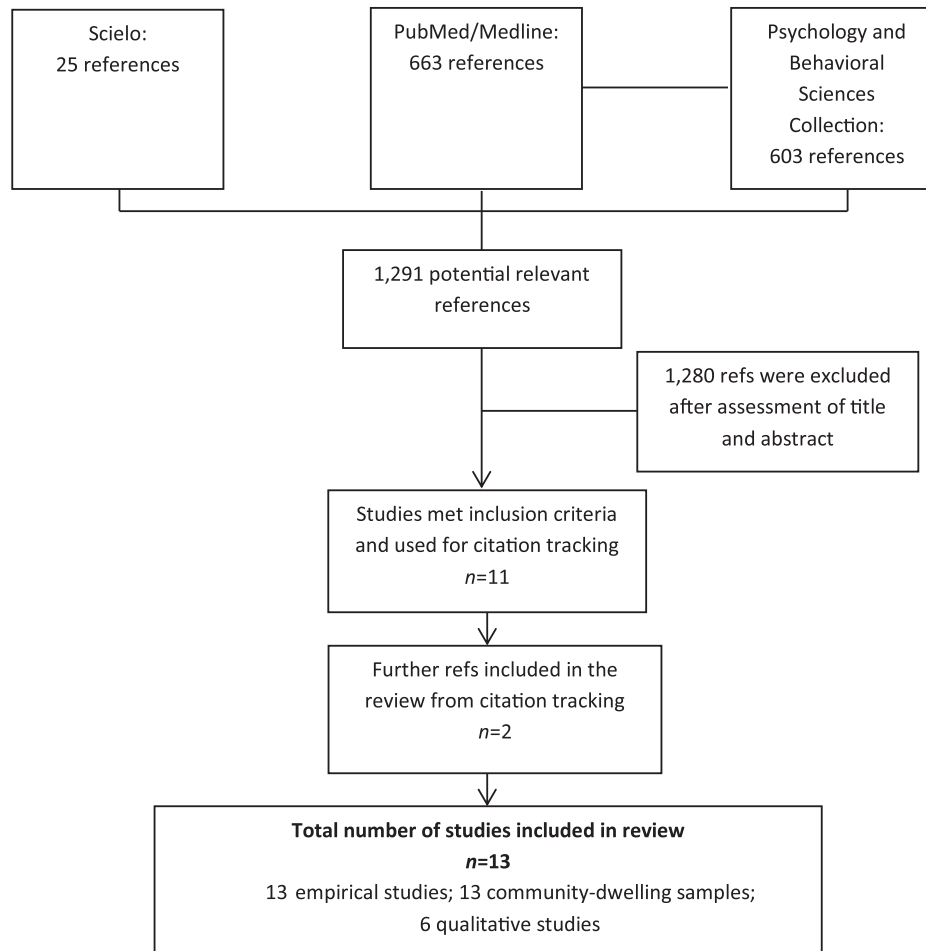 Scielo:
25 references
PubMed/Medline:
663 references
Psychology and
Behavioral
Sciences
Collection:
603 references
1,291 potential relevant
references
1,280 refs were excluded
after assessment of title
and abstract
Studies met inclusion criteria
and used for citation tracking
n=11
Further refs included in the
review from citation tracking
n=2
Total number of studies included in review
n=13
13 empirical studies; 13 community-dwelling samples;
6 qualitative studies